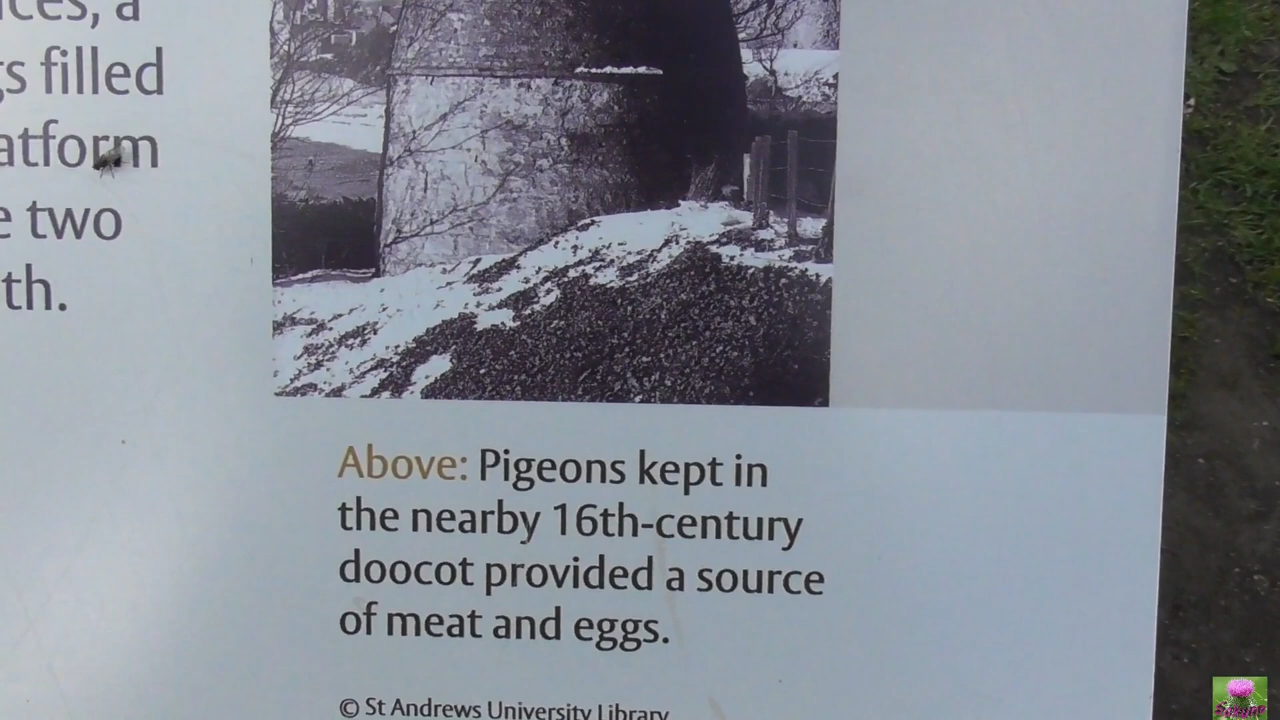 a
filled
two
th.
Above: Pigeons kept in
the nearby 16th-century
doocot provided a source
of meat and eggs.
© St Andrews University Library